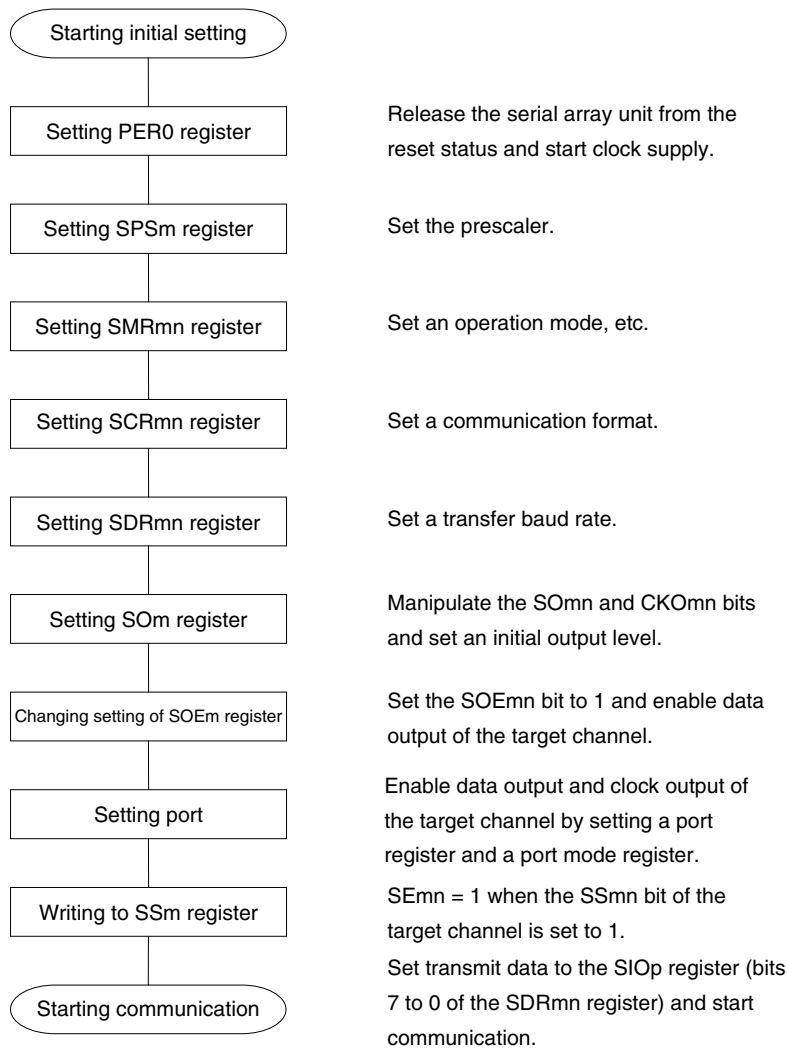 Starting initial setting
Setting PER0 register
Release the serial array unit from the
reset status and start clock supply.
Setting SPSm register
Set the prescaler.
Setting SMRmn register
Set an operation mode, etc.
Setting SCRmn register
Set a communication format.
Setting SDRmn register
Set a transfer baud rate.
Setting SOm register
Manipulate the SOmn and CKOmn bits
and set an initial output level.
Changing setting of SOEm register
Set the SOEmn bit to 1 and enable data
output of the target channel.
Setting port
Enable data output and clock output of
the target channel by setting a port
register and a port mode register.
Writing to SSm register
SEmn = 1 when the SSmn bit of the
target channel is set to 1.
Starting communication
Set transmit data to the SIOp register (bits
7 to 0 of the SDRmn register) and start
communication.